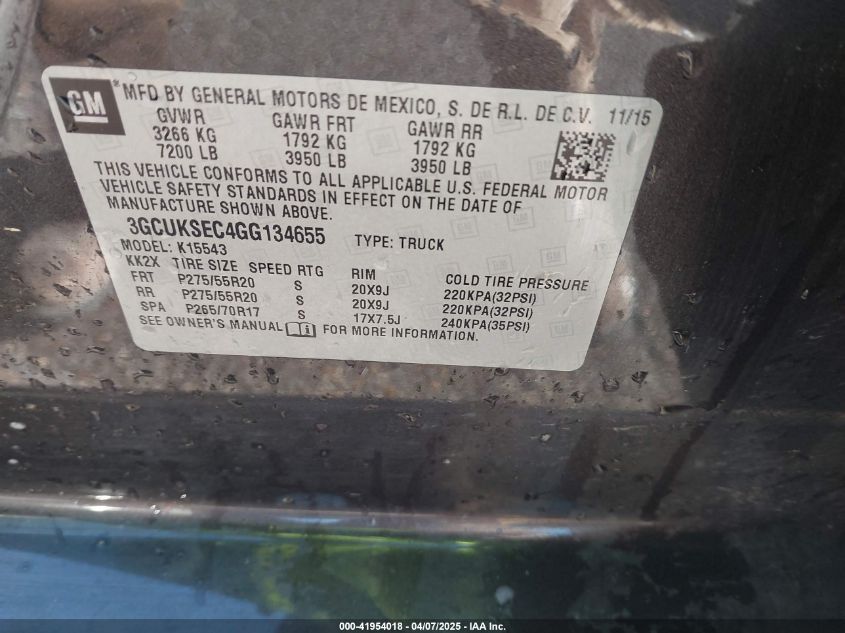 GM
*MFD BY GENERAL MOTORS DE MEXICO, S. DE R.L. DE C.V. 11/15
GVWR GAWR FRT GAWR RR
3266 KG 1792 KG 1792 KG
7200 LB 3950 LB 3950 LB
THIS VEHICLE CONFORMS TO ALL APPLICABLE U.S. FEDERAL MOTOR
VEHICLE SAFETY STANDARDS IN EFFECT ON THE DATE OF
MANUFACTURE SHOWN ABOVE.
3GCUKSEC4GG134655 TYPE: TRUCK
MODEL: K15543
KK2X TIRE SIZE SPEED RTG RIM COLD TIRE PRESSURE
FRT P275/55R20 S 20X9J 220KPA(32PSI)
RR P275/55R20 S 20X9J 220KPA(32PSI)
SPA P265/70R17 S 17X7.5J 240KPA(35PSI)
SEE OWNER'S MANUAL FOR MORE INFORMATION.
000-41954018 - 04/07/2025 - IAA Inc.